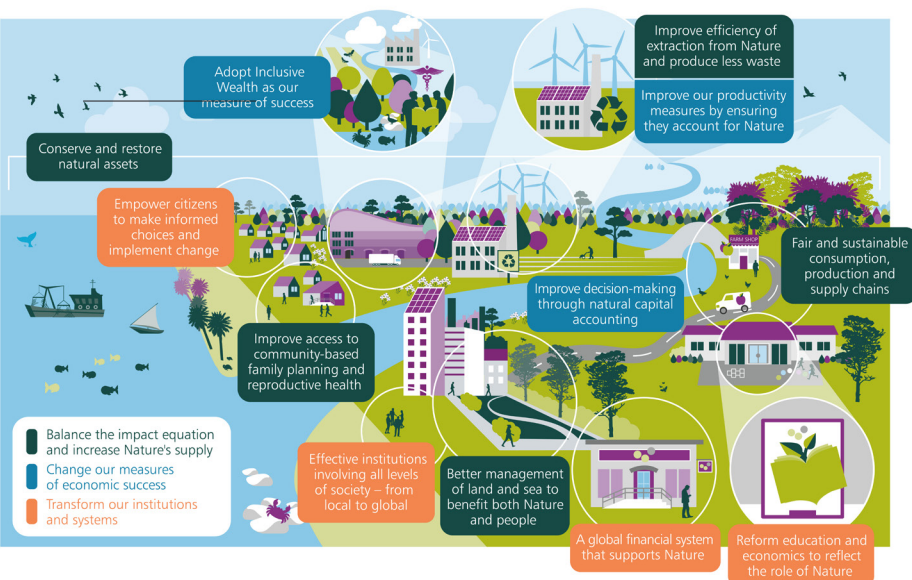 Adopt Inclusive
Wealth as our
measure of success
Improve efficiency of
extraction from Nature
and produce less waste
Improve our productivity
measures by ensuring
they account for Nature
Conserve and restore
natural assets
Empower citizens
to make informed
choices and
implement change
FARM SHOP
Fair and sustainable
consumption,
production and
supply chains
Improve decision-making
through natural capital
accounting
Improve access to
community-based
family planning and
reproductive health
Balance the impact equation
and increase Nature's supply
Change our measures
of economic success
Transform our institutions
and systems
Effective institutions
involving all levels
of society – from
local to global
Better management
of land and sea to
benefit both Nature
and people
A global financial system
that supports Nature
Reform education and
economics to reflect
the role of Nature